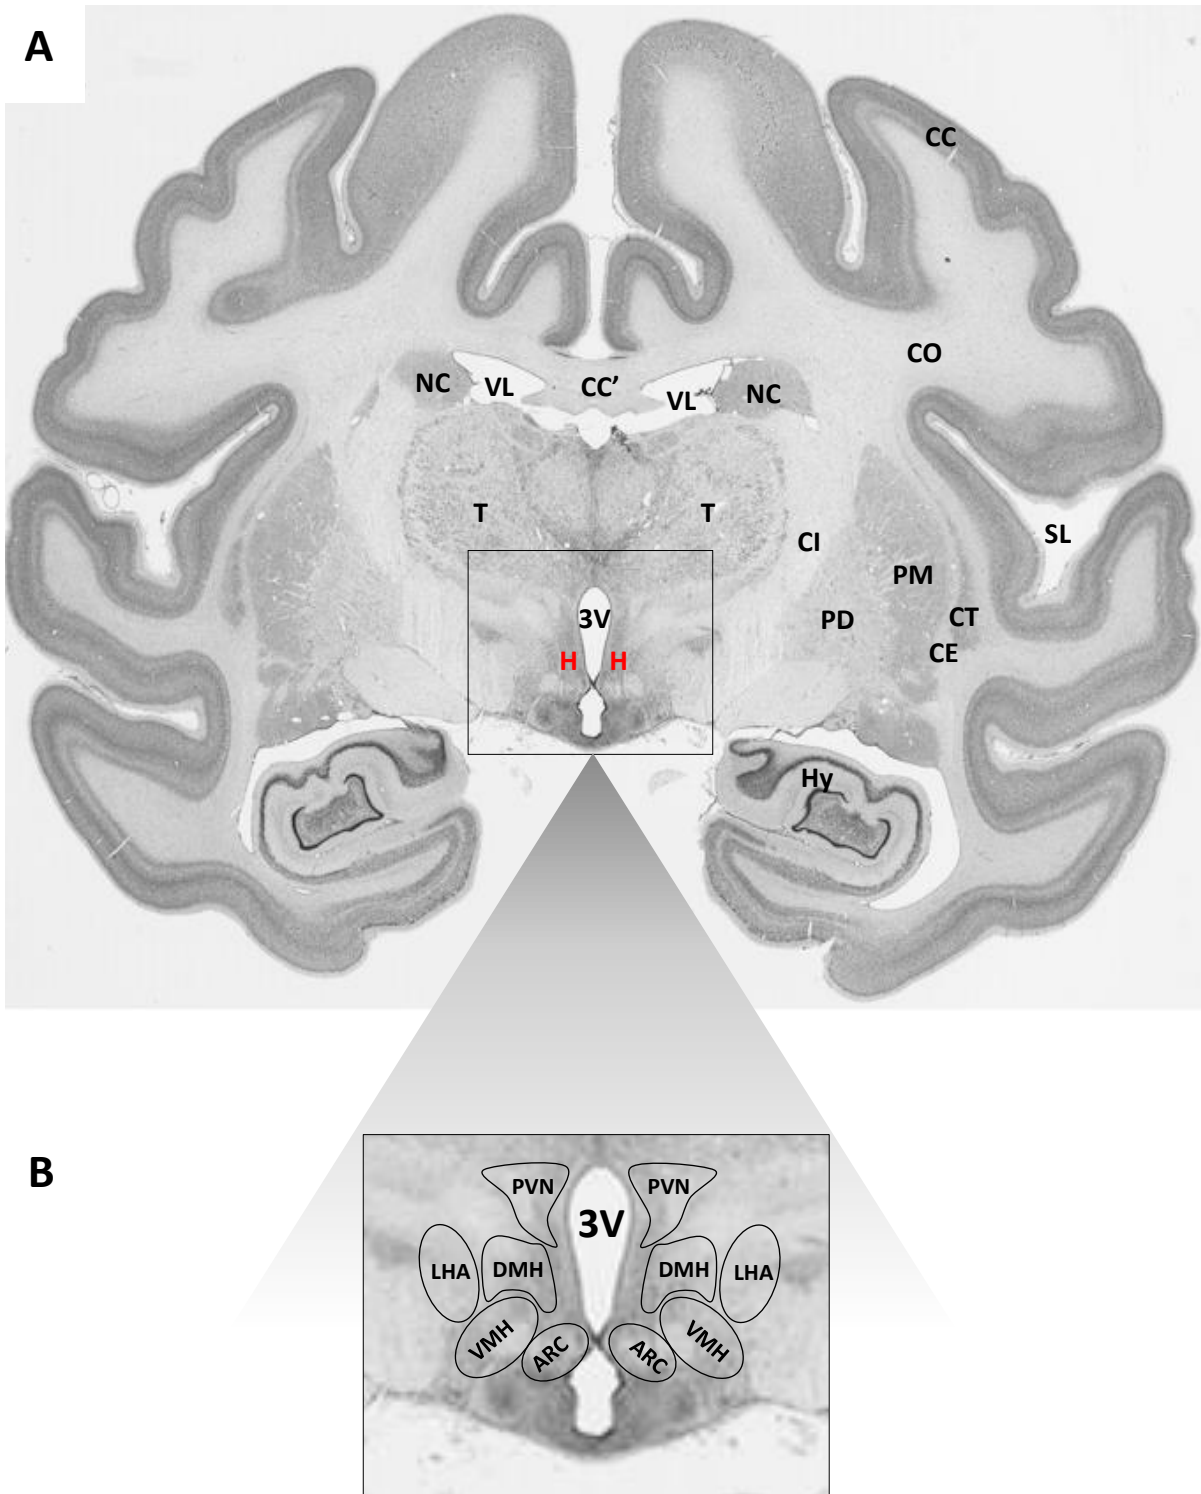 A
CC
CO
NC VL CC' VL NC
T T
CI
SL
PM
3V
PD
CT
H H
CE
Hy
B
PVN PVN
3V
LHA DMH DMH LHA
VMH ARC ARC VMH